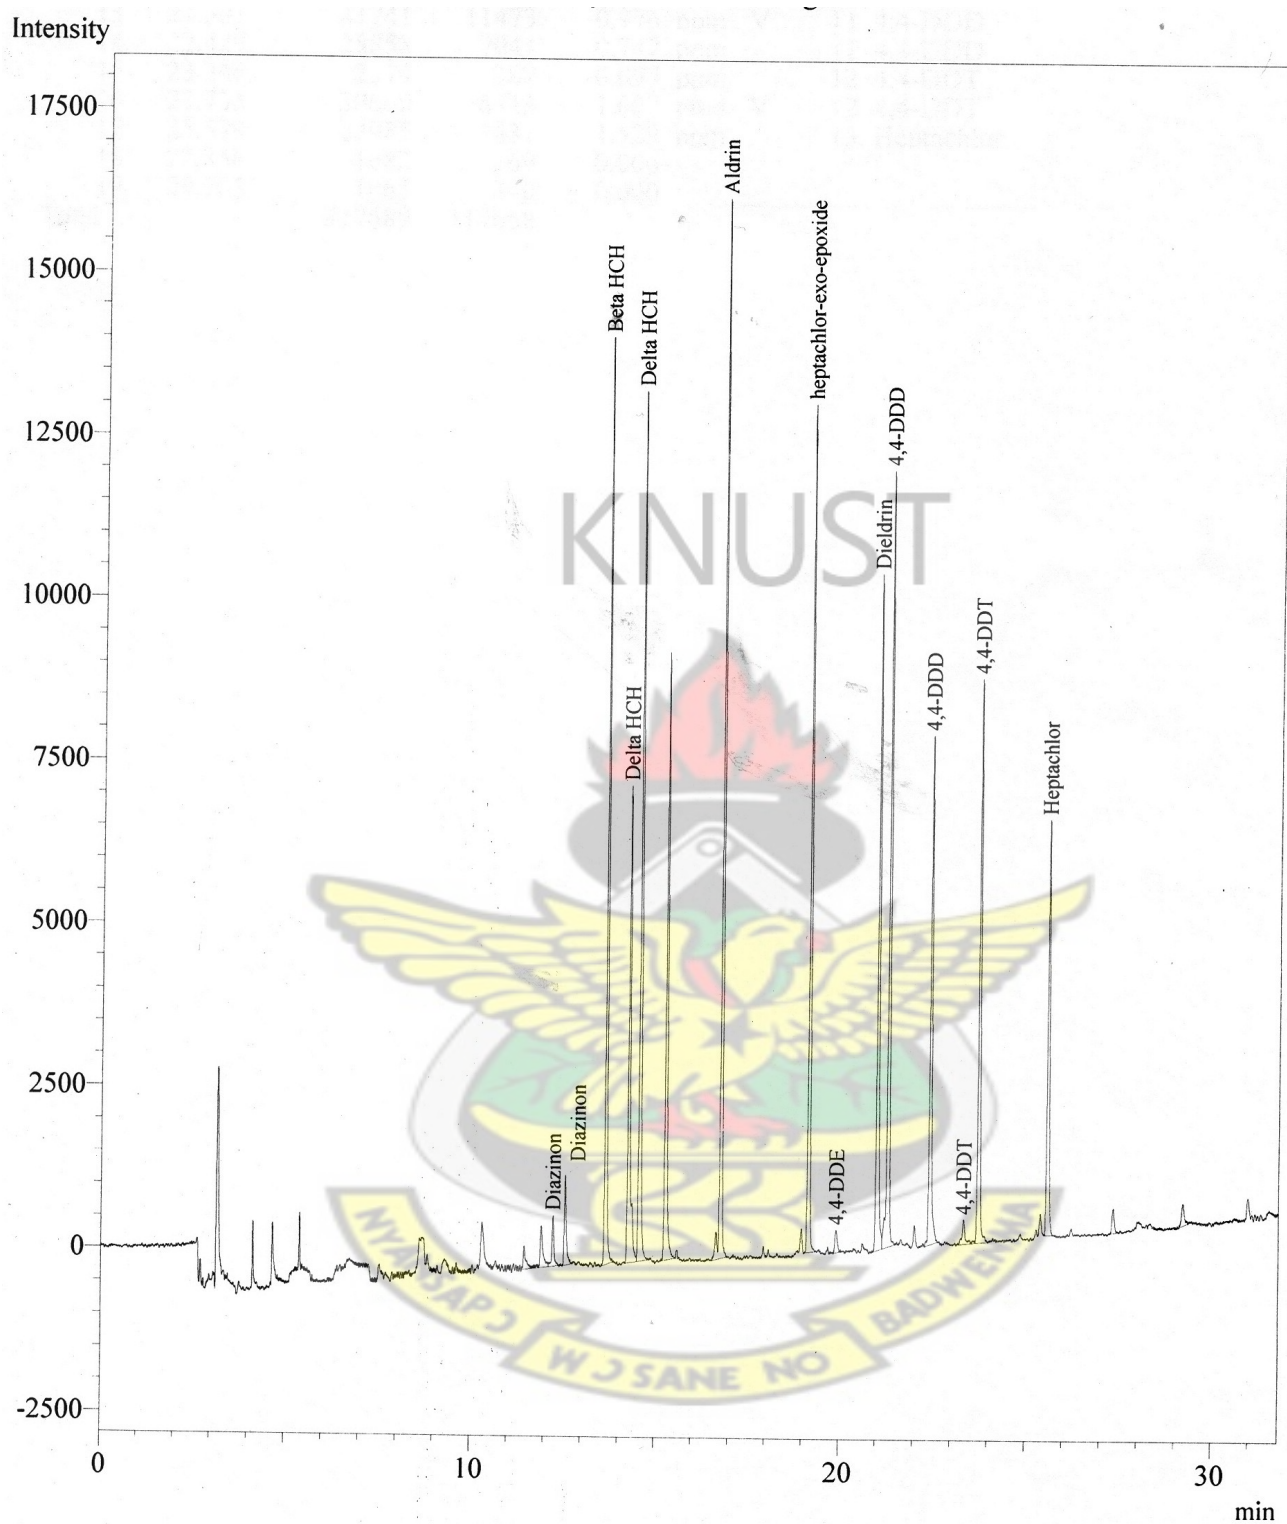 Intensity
17500
15000
12500
10000
7500
5000
2500
0
-2500
Aldrin
heptachlor-exo-epoxide
Beta HCH
Delta HCH
4,4-DDD
Dieldrin
KNUST
4,4-DDT
4,4-DDD
Delta HCH
Heptachlor
Diazinon
Diazinon
4,4-DDE
4,4-DDT
NYANSAPƆ
WƆSANE NO
BADWENMA
0
10
20
30
min